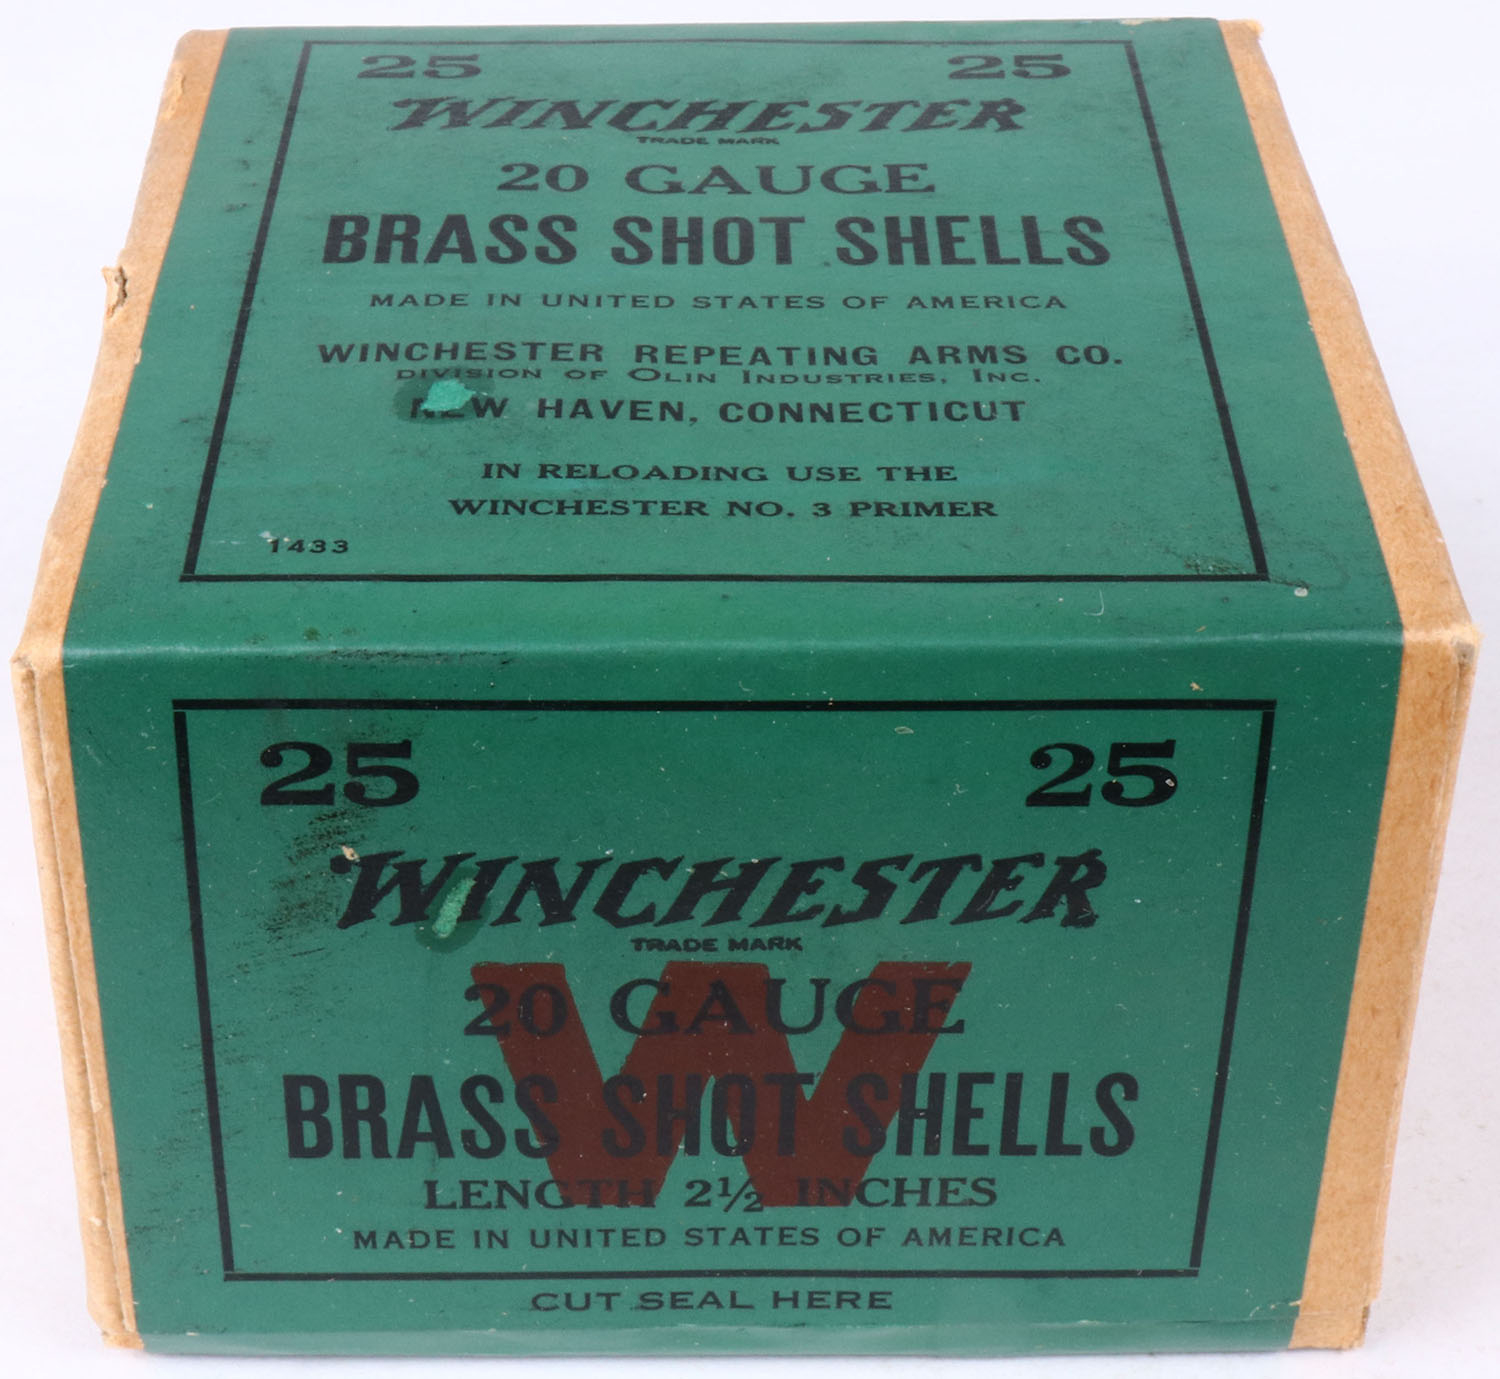 25 25
WINCHESTER
TRADE MARK
20 GAUGE
BRASS SHOT SHELLS
MADE IN UNITED STATES OF AMERICA
WINCHESTER REPEATING ARMS CO.
DIVISION OF OLIN INDUSTRIES, INC.
NEW HAVEN, CONNECTICUT
IN RELOADING USE THE
WINCHESTER NO. 3 PRIMER
1433
25 25
WINCHESTER
TRADE MARK
W
20 GAUGE
BRASS SHOT SHELLS
LENGTH 2½ INCHES
MADE IN UNITED STATES OF AMERICA
CUT SEAL HERE